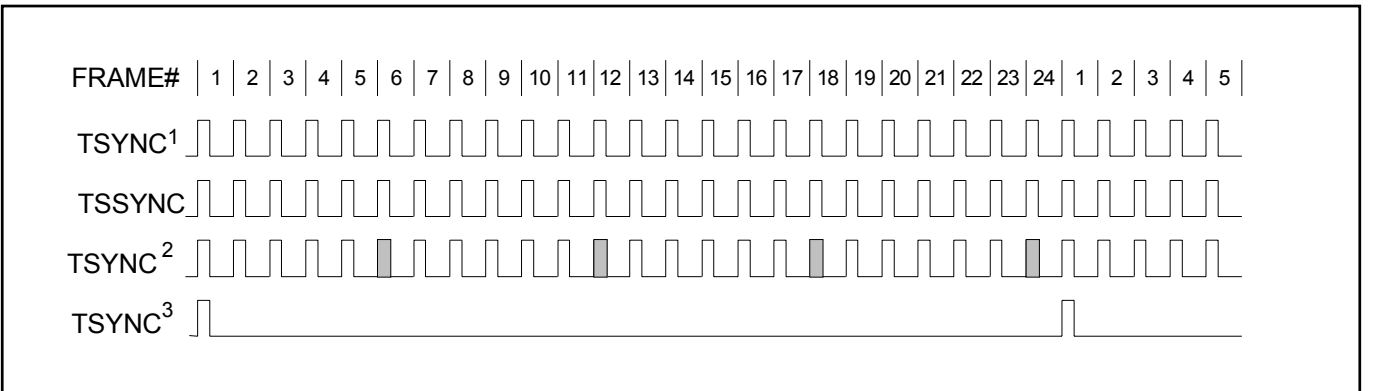 FRAME# 1 2 3 4 5 6 7 8 9 10 11 12 13 14 15 16 17 18 19 20 21 22 23 24 1 2 3 4 5
TSYNC¹
TSSYNC
TSYNC²
TSYNC³